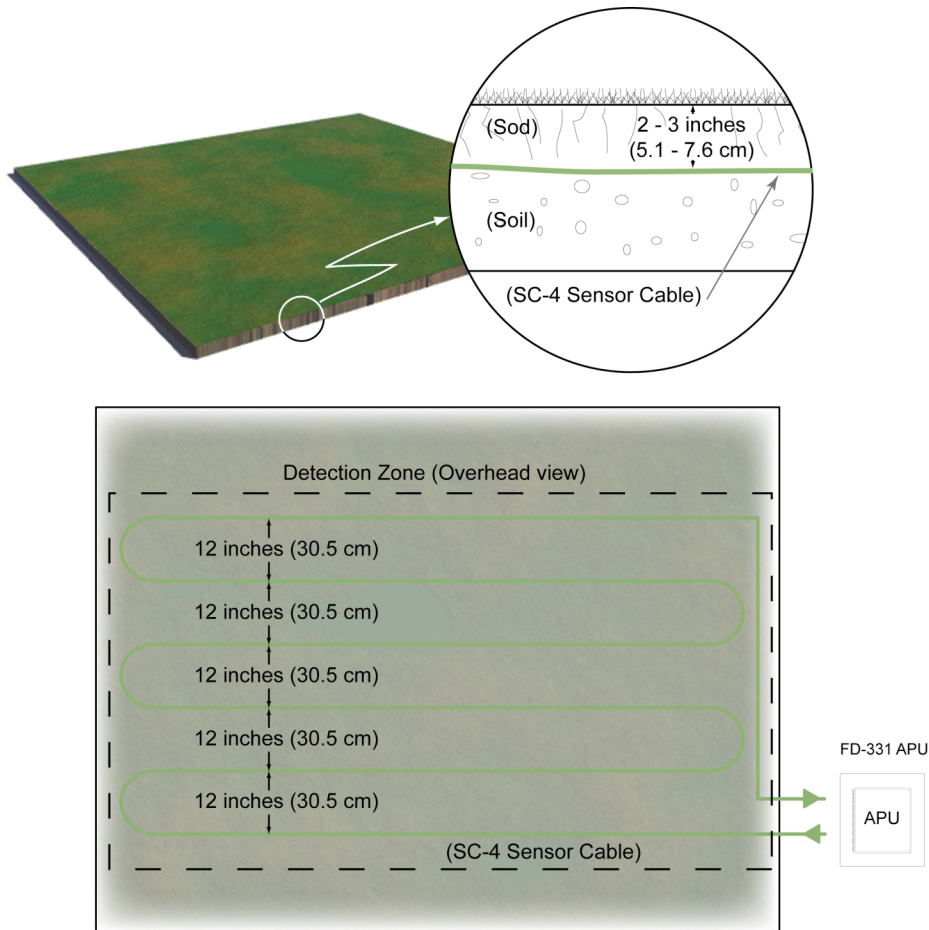 (Sod)
2 - 3 inches
(5.1 - 7.6 cm)
(Soil)
(SC-4 Sensor Cable)
Detection Zone (Overhead view)
12 inches (30.5 cm)
12 inches (30.5 cm)
12 inches (30.5 cm)
12 inches (30.5 cm)
12 inches (30.5 cm)
(SC-4 Sensor Cable)
FD-331 APU
APU